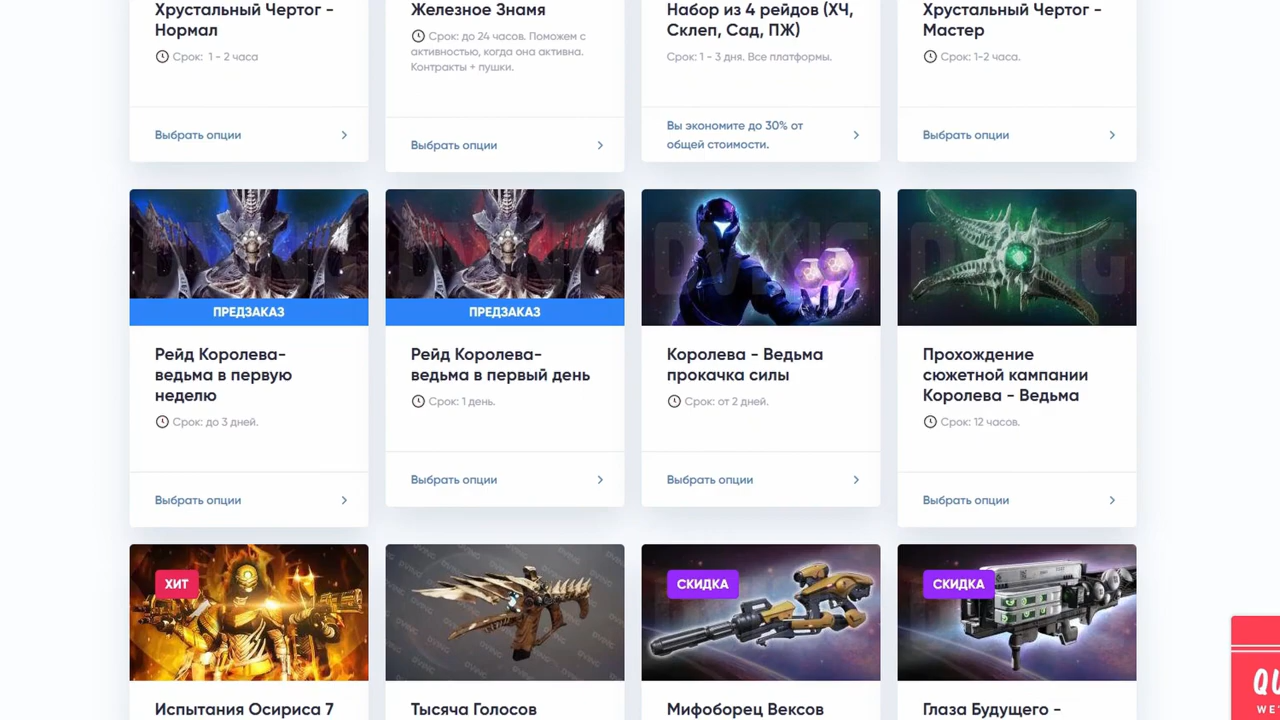 Хрустальный Чертог -
Нормал
Срок: 1 - 2 часа
Выбрать опции
Железное Знамя
Срок: до 24 часов. Поможем с
активностью, когда она активна.
Контракты + пушки.
Выбрать опции
Набор из 4 рейдов (ХЧ,
Склеп, Сад, ПЖ)
Срок: 1 - 3 дня. Все платформы.
Вы экономите до 30% от
общей стоимости.
Хрустальный Чертог -
Мастер
Срок: 1-2 часа.
Выбрать опции
ПРЕДЗАКАЗ
Рейд Королева-
ведьма в первую
неделю
Срок: до 3 дней.
Выбрать опции
ПРЕДЗАКАЗ
Рейд Королева-
ведьма в первый день
Срок: 1 день.
Выбрать опции
Королева - Ведьма
прокачка силы
Срок: от 2 дней.
Выбрать опции
Прохождение
сюжетной кампании
Королева - Ведьма
Срок: 12 часов.
Выбрать опции
ХИТ
Испытания Осириса 7
Тысяча Голосов
СКИДКА
Мифоборец Вексов
СКИДКА
Глаза Будущего -